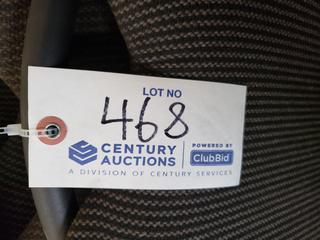 LOT NO
468
CENTURY AUCTIONS
POWERED BY
ClubBid
A DIVISION OF CENTURY SERVICES